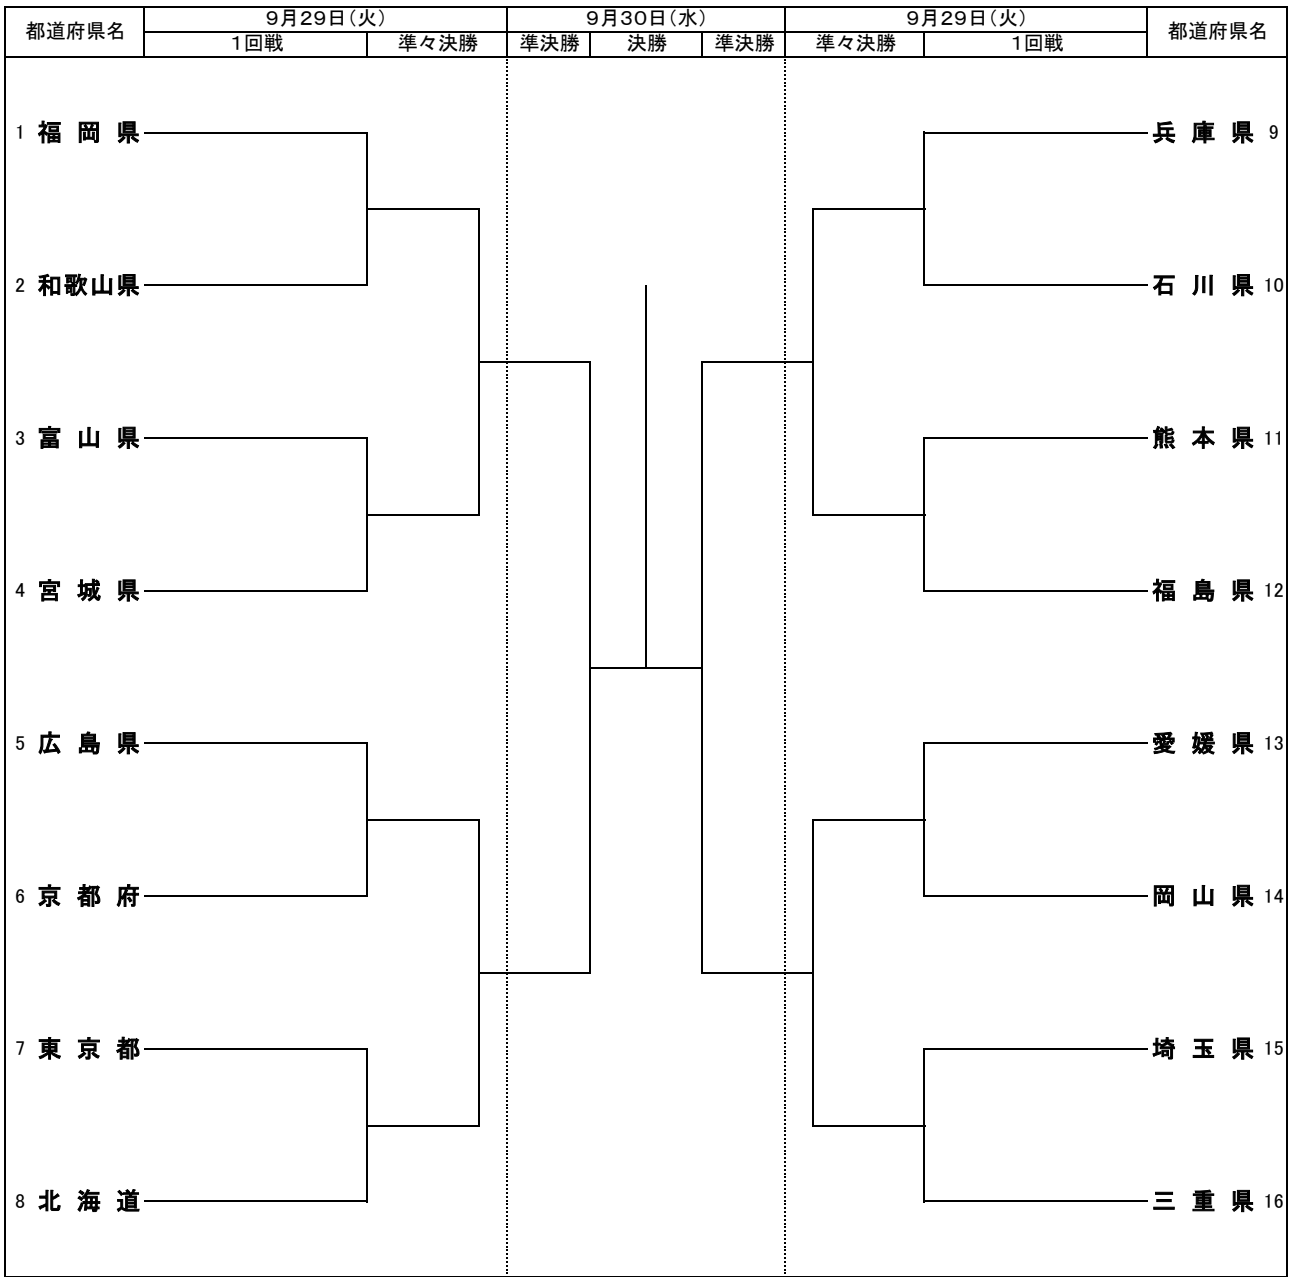 都道府県名 9月29日(火) 9月30日(水) 9月29日(火) 都道府県名
1回戦 準々決勝 準決勝 決勝 準決勝 準々決勝 1回戦
1 福岡県 兵庫県 9
2 和歌山県 石川県 10
3 富山県 熊本県 11
4 宮城県 福島県 12
5 広島県 愛媛県 13
6 京都府 岡山県 14
7 東京都 埼玉県 15
8 北海道 三重県 16